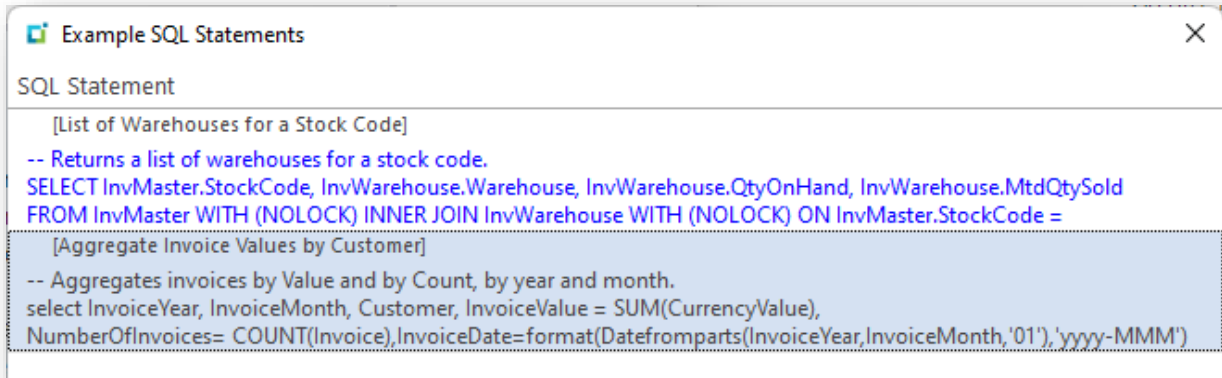 Example SQL Statements
SQL Statement
[List of Warehouses for a Stock Code]
-- Returns a list of warehouses for a stock code.
SELECT InvMaster.StockCode, InvWarehouse.Warehouse, InvWarehouse.QtyOnHand, InvWarehouse.MtdQtySold
FROM InvMaster WITH (NOLOCK) INNER JOIN InvWarehouse WITH (NOLOCK) ON InvMaster.StockCode =
[Aggregate Invoice Values by Customer]
-- Aggregates invoices by Value and by Count, by year and month.
select InvoiceYear, InvoiceMonth, Customer, InvoiceValue = SUM(CurrencyValue),
NumberOfInvoices= COUNT(Invoice),InvoiceDate=format(Datefromparts(InvoiceYear,InvoiceMonth,'01'),'yyyy-MMM')